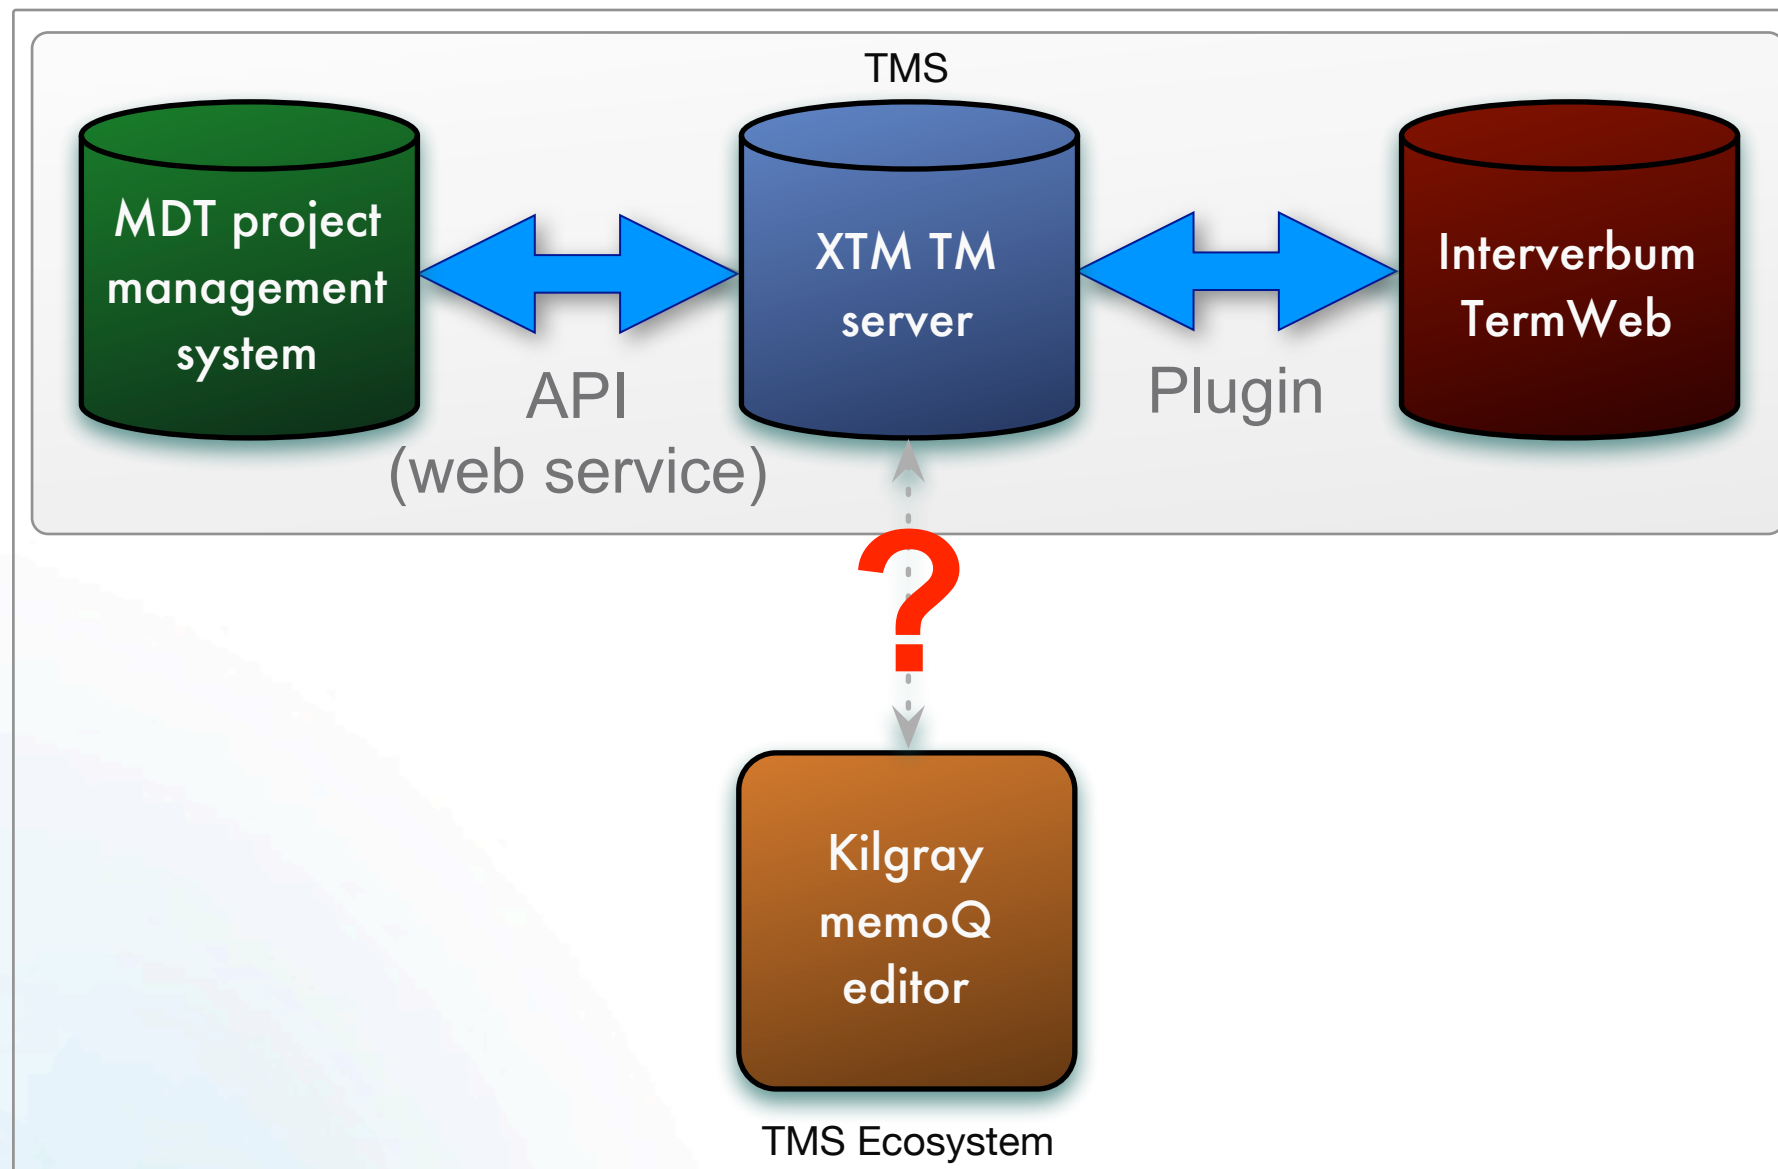 TMS
MDT project
management
system
API
(web service)
XTM TM
server
Plugin
Interverbum
TermWeb
?
Kilgray
memoQ
editor
TMS Ecosystem